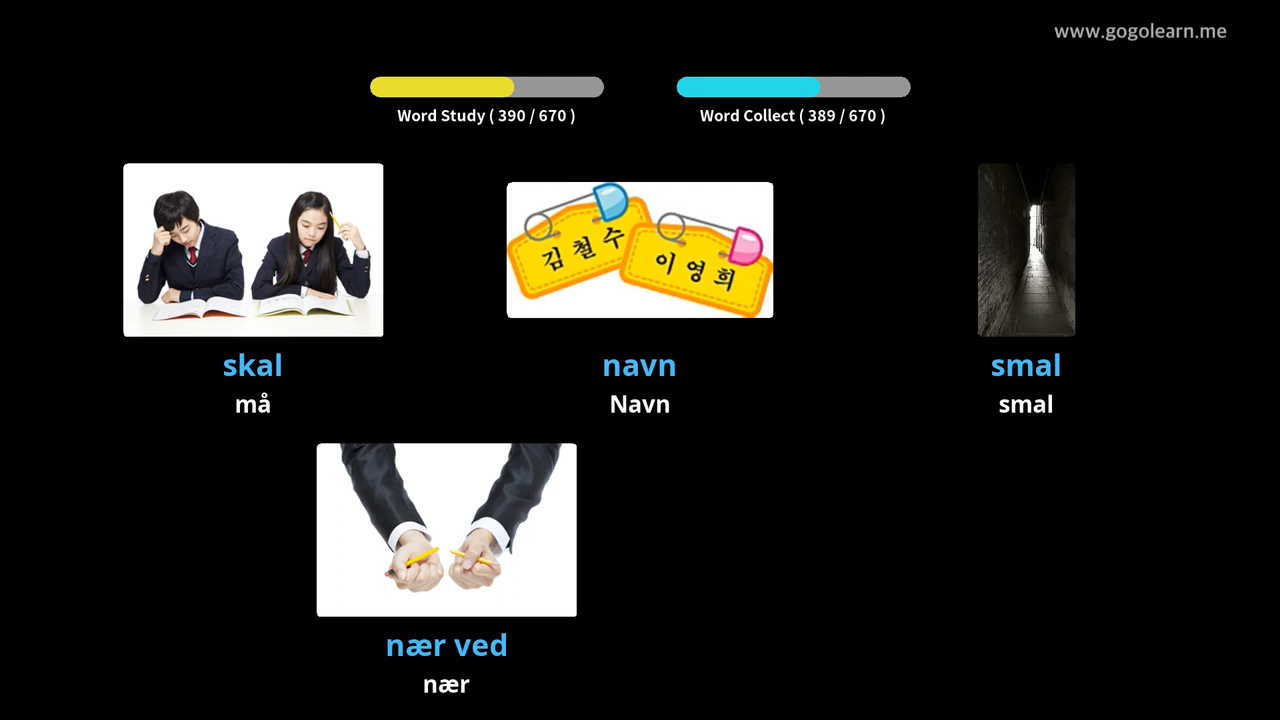 www.gogolearn.me
Word Study ( 390 / 670 )
Word Collect ( 389 / 670 )
김철수
이영희
skal
må
navn
Navn
smal
smal
nær ved
nær